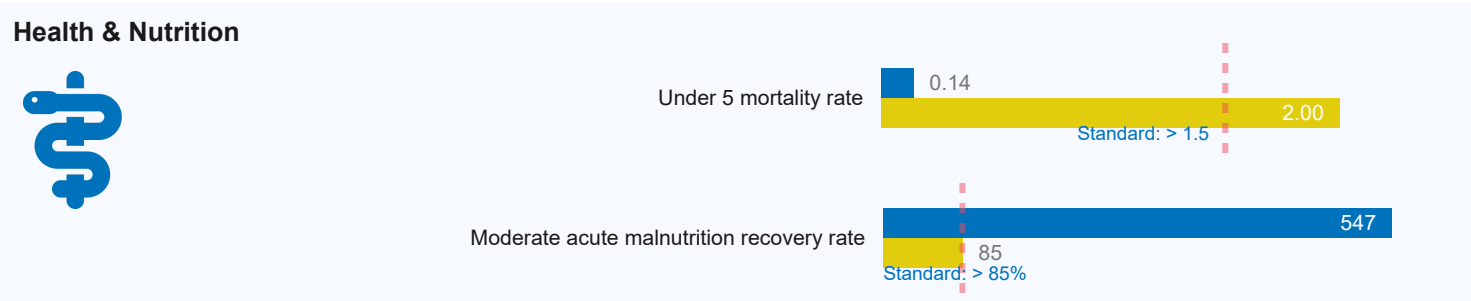 Health & Nutrition
Under 5 mortality rate
0.14
2.00
Standard: > 1.5
Moderate acute malnutrition recovery rate
547
85
Standard: > 85%